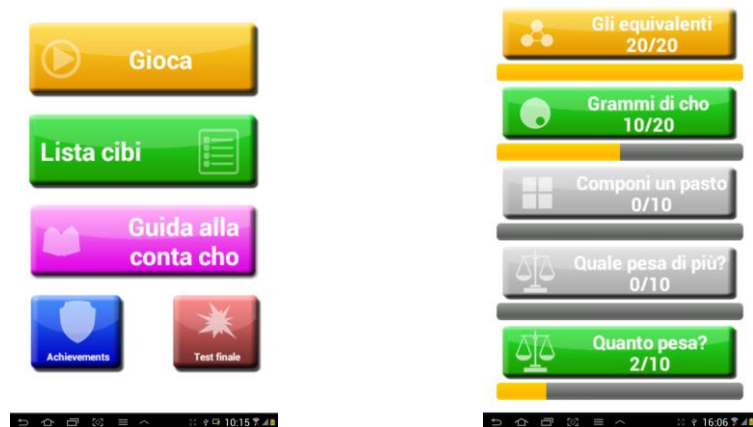 Gioca
Lista cibi
Guida alla
conta cho
Achievements
Test finale
10:15
Gli equivalenti
20/20
Grammi di cho
10/20
Componi un pasto
0/10
Quale pesa di più?
0/10
Quanto pesa?
2/10
16:06